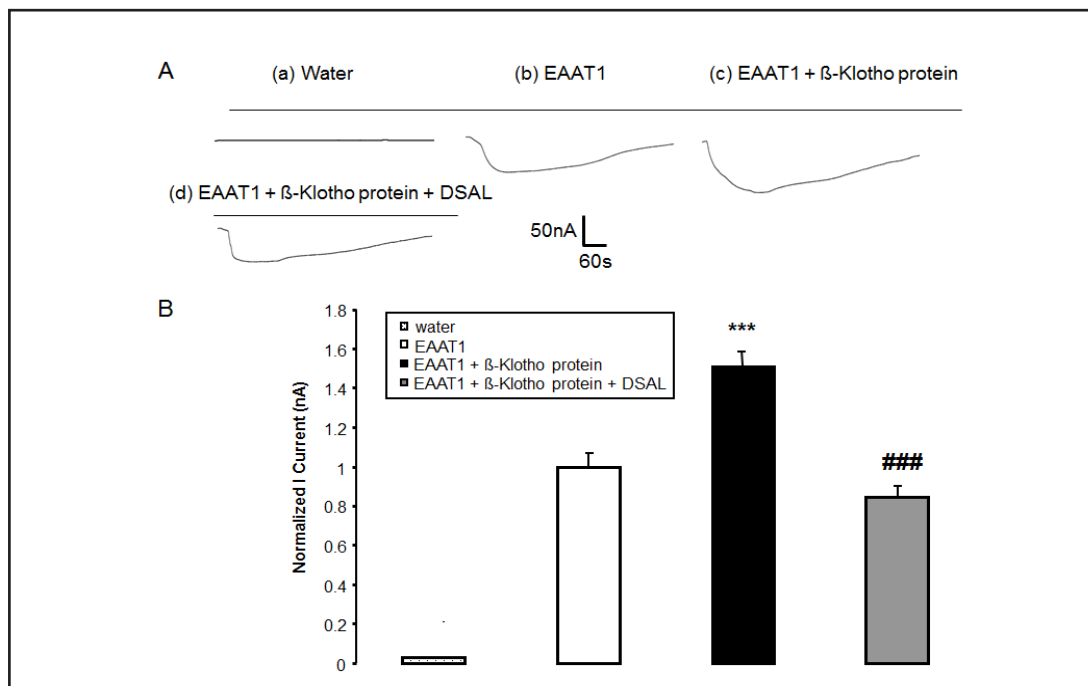 A
(a) Water
(b) EAAT1
(c) EAAT1 + ß-Klotho protein
(d) EAAT1 + ß-Klotho protein + DSAL
50nA
60s
B
Normalized I Current (nA)
1.8
1.6
1.4
1.2
1
0.8
0.6
0.4
0.2
0
water
EAAT1
EAAT1 + ß-Klotho protein
EAAT1 + ß-Klotho protein + DSAL
***
###